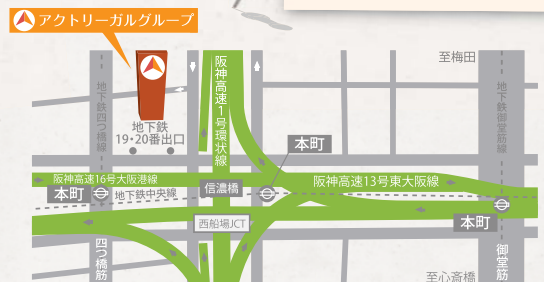 アクトリーガルグループ
至梅田
阪神高速1号環状線
地下鉄四つ橋線
地下鉄御堂筋線
地下鉄
19・20番出口
本町
阪神高速16号大阪港線
阪神高速13号東大阪線
信濃橋
本町
地下鉄中央線
西船場JCT
本町
四つ橋筋
御堂筋
至心斎橋